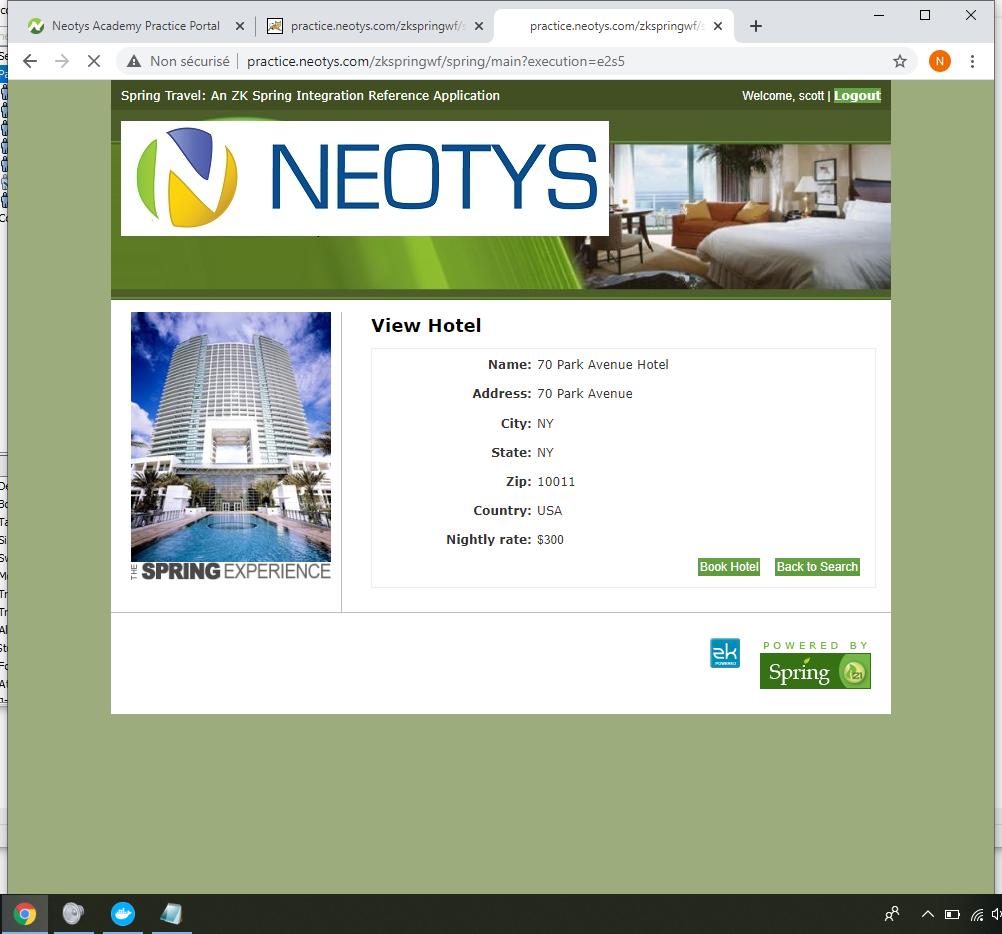 Neotys Academy Practice Portal
practice.neotys.com/zkspringwf/s
practice.neotys.com/zkspringwf/
Non sécurisé
practice.neotys.com/zkspringwf/spring/main?execution=e2s5
N
Spring Travel: An ZK Spring Integration Reference Application
Welcome, scott | Logout
NEOTYS
View Hotel
Name: 70 Park Avenue Hotel
Address: 70 Park Avenue
City: NY
State: NY
Zip: 10011
Country: USA
Nightly rate: $300
Book Hotel
Back to Search
THE SPRING EXPERIENCE
zk
POWERED
POWERED BY
Spring